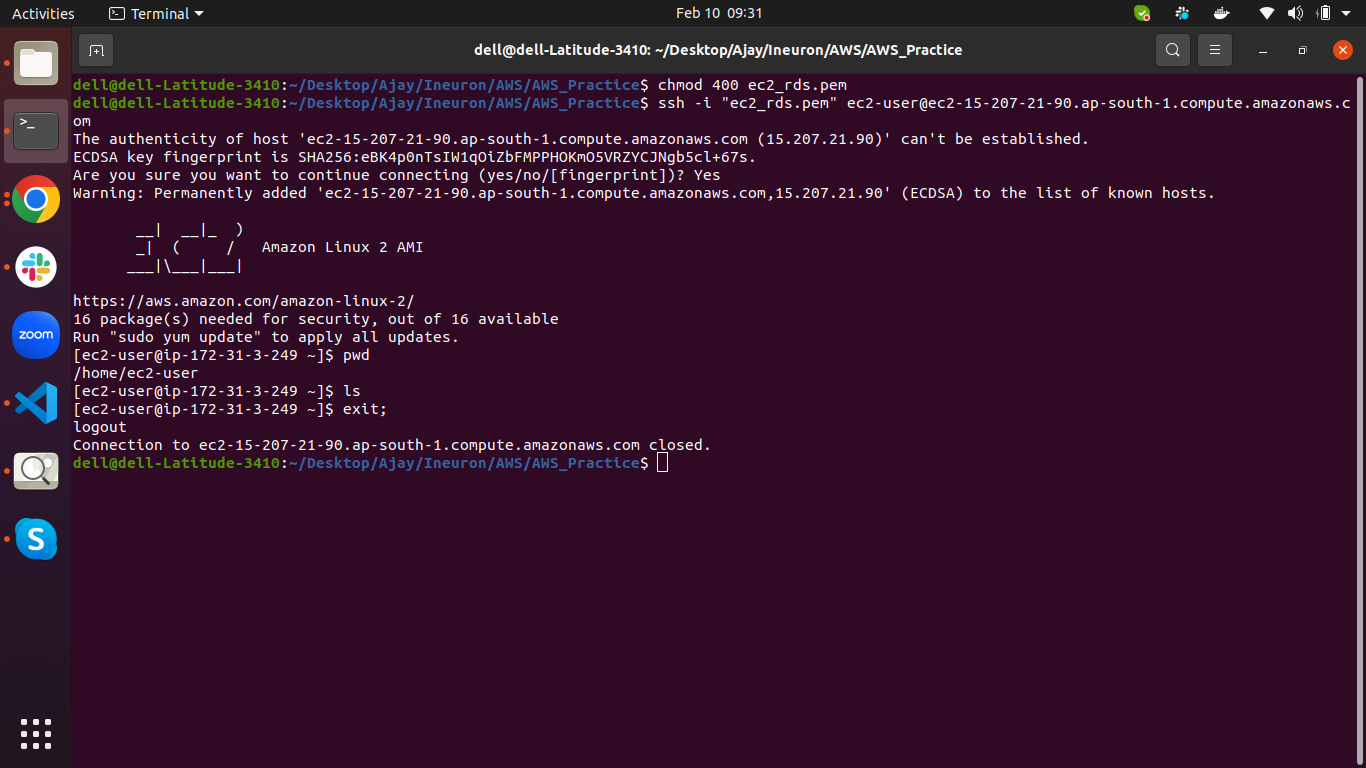 Activities Terminal Feb 10 09:31
dell@dell-Latitude-3410: ~/Desktop/Ajay/Ineuron/AWS/AWS_Practice
dell@dell-Latitude-3410:~/Desktop/Ajay/Ineuron/AWS/AWS_Practice$ chmod 400 ec2_rds.pem
dell@dell-Latitude-3410:~/Desktop/Ajay/Ineuron/AWS/AWS_Practice$ ssh -i "ec2_rds.pem" ec2-user@ec2-15-207-21-90.ap-south-1.compute.amazonaws.c
om
The authenticity of host 'ec2-15-207-21-90.ap-south-1.compute.amazonaws.com (15.207.21.90)' can't be established.
ECDSA key fingerprint is SHA256:eBK4p0nTsIW1qOiZbFMPPHOKmO5VRZYCJNgb5cl+67s.
Are you sure you want to continue connecting (yes/no/[fingerprint])? Yes
Warning: Permanently added 'ec2-15-207-21-90.ap-south-1.compute.amazonaws.com,15.207.21.90' (ECDSA) to the list of known hosts.
       __|  __|_  )
       _|  (     /   Amazon Linux 2 AMI
      ___|\___|___|
https://aws.amazon.com/amazon-linux-2/
16 package(s) needed for security, out of 16 available
Run "sudo yum update" to apply all updates.
[ec2-user@ip-172-31-3-249 ~]$ pwd
/home/ec2-user
[ec2-user@ip-172-31-3-249 ~]$ ls
[ec2-user@ip-172-31-3-249 ~]$ exit;
logout
Connection to ec2-15-207-21-90.ap-south-1.compute.amazonaws.com closed.
dell@dell-Latitude-3410:~/Desktop/Ajay/Ineuron/AWS/AWS_Practice$
zoom
S